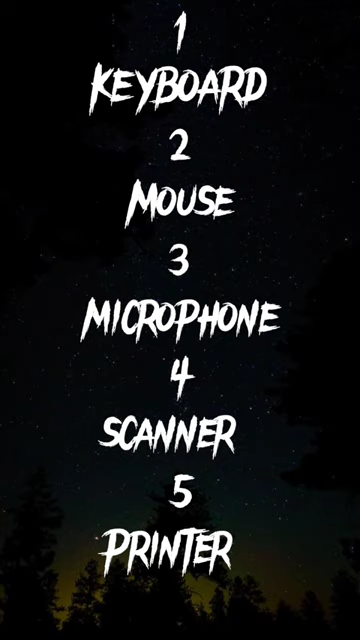 1
KEYBOARD
2
MOUSE
3
MICROPHONE
4
SCANNER
5
PRINTER